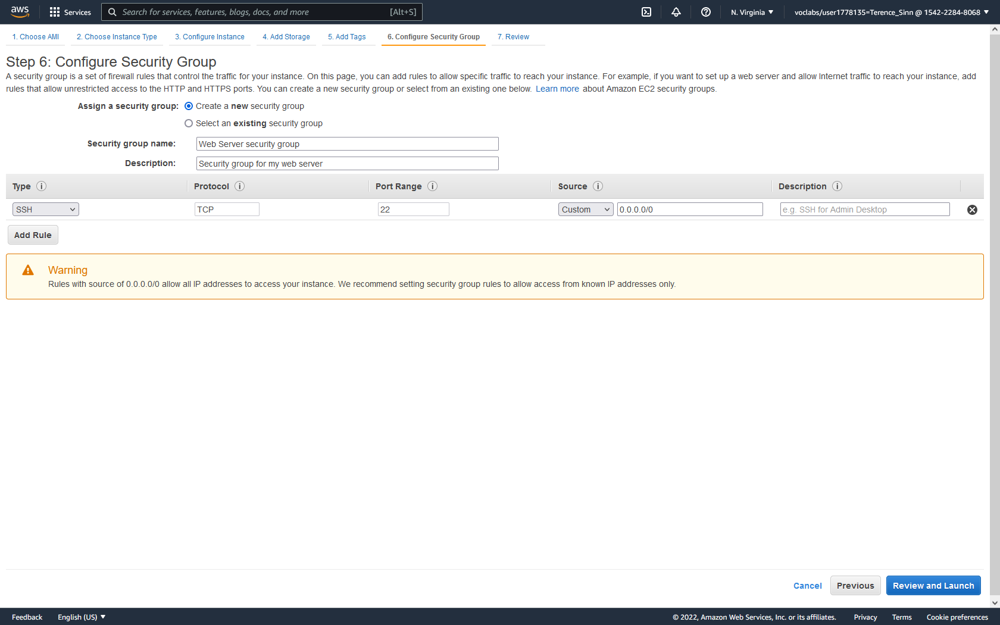 aws
Services
Search for services, features, blogs, docs, and more [Alt+S]
N. Virginia
voclabs/user1778135=Terence_Sinn @ 1542-2284-8068
1. Choose AMI 2. Choose Instance Type 3. Configure Instance 4. Add Storage 5. Add Tags 6. Configure Security Group 7. Review
Step 6: Configure Security Group
A security group is a set of firewall rules that control the traffic for your instance. On this page, you can add rules to allow specific traffic to reach your instance. For example, if you want to set up a web server and allow Internet traffic to reach your instance, add
rules that allow unrestricted access to the HTTP and HTTPS ports. You can create a new security group or select from an existing one below. Learn more about Amazon EC2 security groups.
Assign a security group: Create a new security group
Select an existing security group
Security group name: Web Server security group
Description: Security group for my web server
Type Protocol Port Range Source Description
SSH TCP 22 Custom 0.0.0.0/0 e.g. SSH for Admin Desktop
Add Rule
Warning
Rules with source of 0.0.0.0/0 allow all IP addresses to access your instance. We recommend setting security group rules to allow access from known IP addresses only.
Cancel Previous Review and Launch
Feedback English (US) © 2022, Amazon Web Services, Inc. or its affiliates. Privacy Terms Cookie preferences